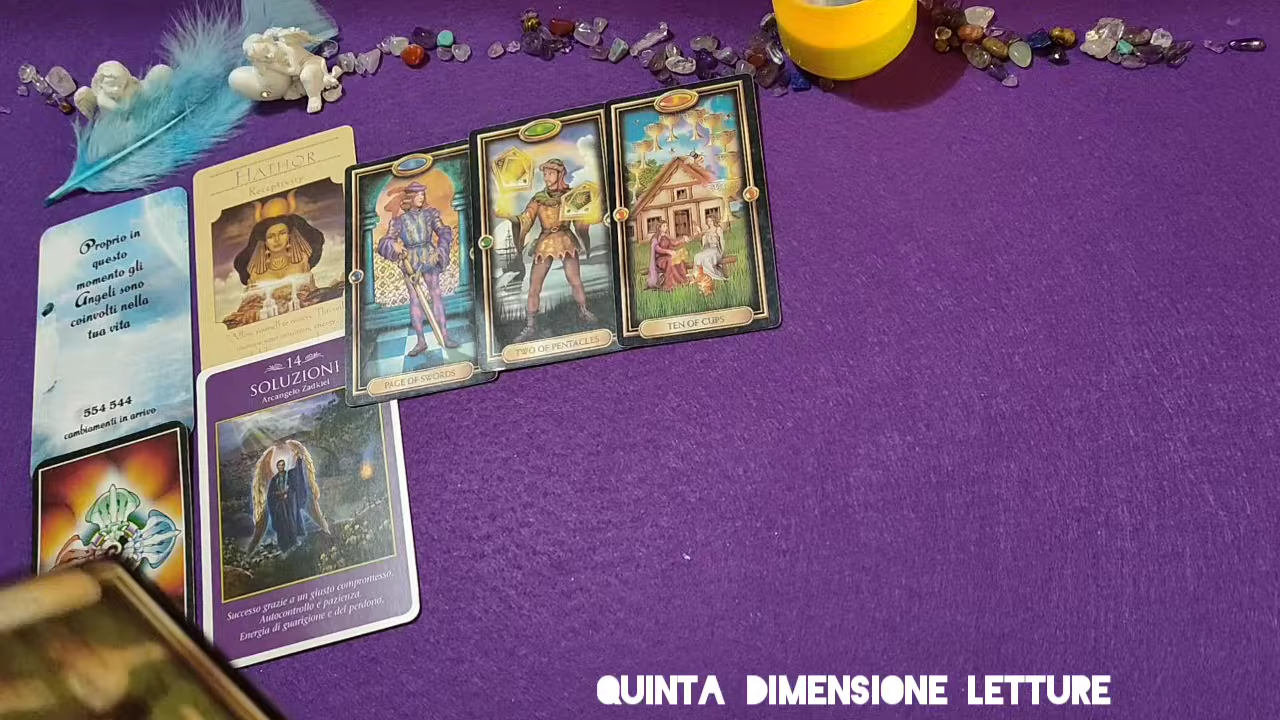 Proprio in
questo
momento gli
Angeli sono
coinvolti nella
tua vita
554 544
cambiamenti in arrivo
HATHOR
Receptivity
14
SOLUZIONI
Arcangelo Zadkiel
Successo grazie a un giusto compromesso.
Autocontrollo e pazienza.
Energia di guarigione e del perdono.
PAGE OF SWORDS
TWO OF PENTACLES
TEN OF CUPS
QUINTA DIMENSIONE LETTURE